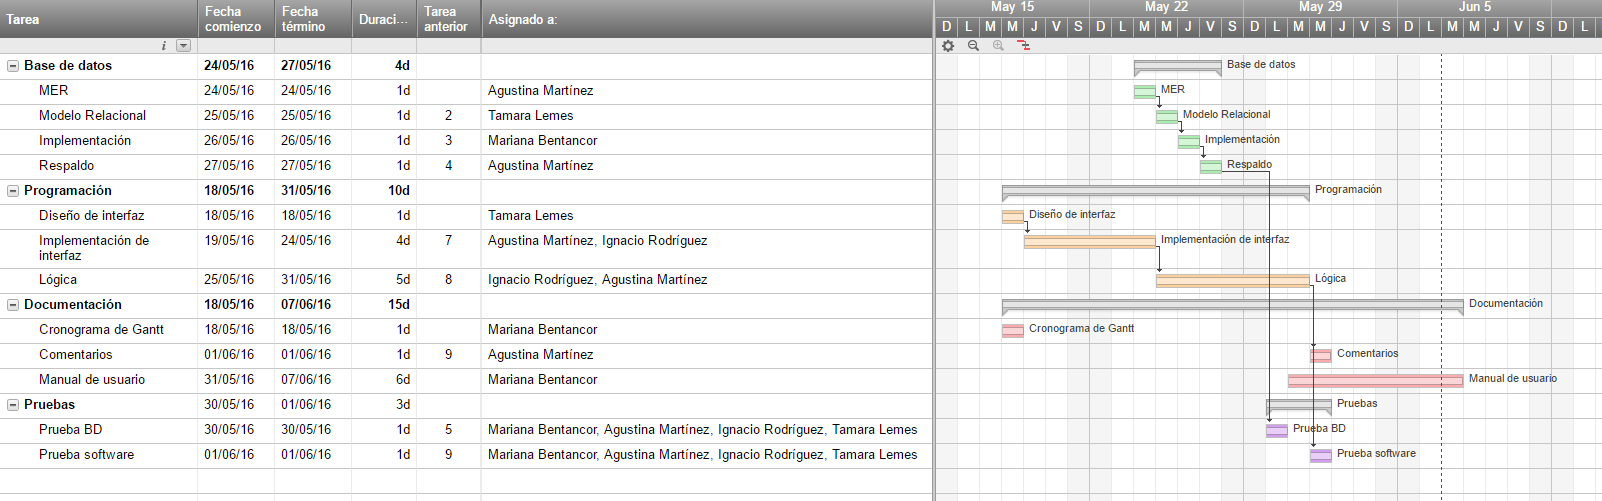 Tarea Fecha comienzo Fecha término Duraci... Tarea anterior Asignado a:
May 15 May 22 May 29 Jun 5
D L M M J V S D L M M J V S D L M M J V S D L M M J V S D L
i
Base de datos 24/05/16 27/05/16 4d Base de datos
MER 24/05/16 24/05/16 1d Agustina Martínez MER
Modelo Relacional 25/05/16 25/05/16 1d 2 Tamara Lemes Modelo Relacional
Implementación 26/05/16 26/05/16 1d 3 Mariana Bentancor Implementación
Respaldo 27/05/16 27/05/16 1d 4 Agustina Martínez Respaldo
Programación 18/05/16 31/05/16 10d Programación
Diseño de interfaz 18/05/16 18/05/16 1d Tamara Lemes Diseño de interfaz
Implementación de interfaz 19/05/16 24/05/16 4d 7 Agustina Martínez, Ignacio Rodríguez Implementación de interfaz
Lógica 25/05/16 31/05/16 5d 8 Ignacio Rodríguez, Agustina Martínez Lógica
Documentación 18/05/16 07/06/16 15d Documentación
Cronograma de Gantt 18/05/16 18/05/16 1d Mariana Bentancor Cronograma de Gantt
Comentarios 01/06/16 01/06/16 1d 9 Agustina Martínez Comentarios
Manual de usuario 31/05/16 07/06/16 6d Mariana Bentancor Manual de usuario
Pruebas 30/05/16 01/06/16 3d Pruebas
Prueba BD 30/05/16 30/05/16 1d 5 Mariana Bentancor, Agustina Martínez, Ignacio Rodríguez, Tamara Lemes Prueba BD
Prueba software 01/06/16 01/06/16 1d 9 Mariana Bentancor, Agustina Martínez, Ignacio Rodríguez, Tamara Lemes Prueba software